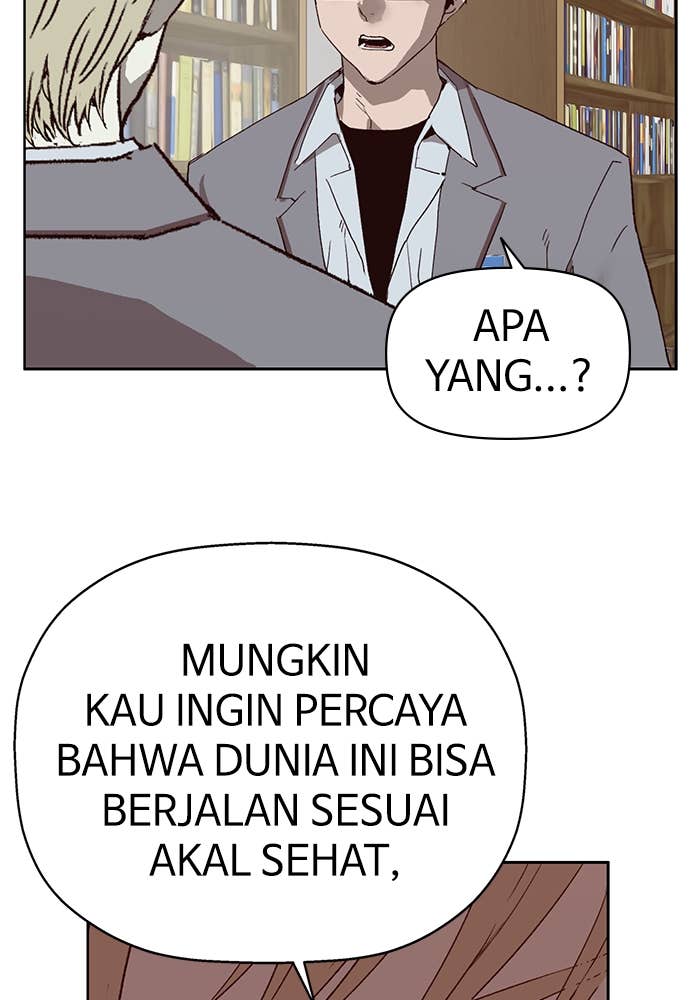 APA
YANG...?
MUNGKIN
KAU INGIN PERCAYA
BAHWA DUNIA INI BISA
BERJALAN SESUAI
AKAL SEHAT,